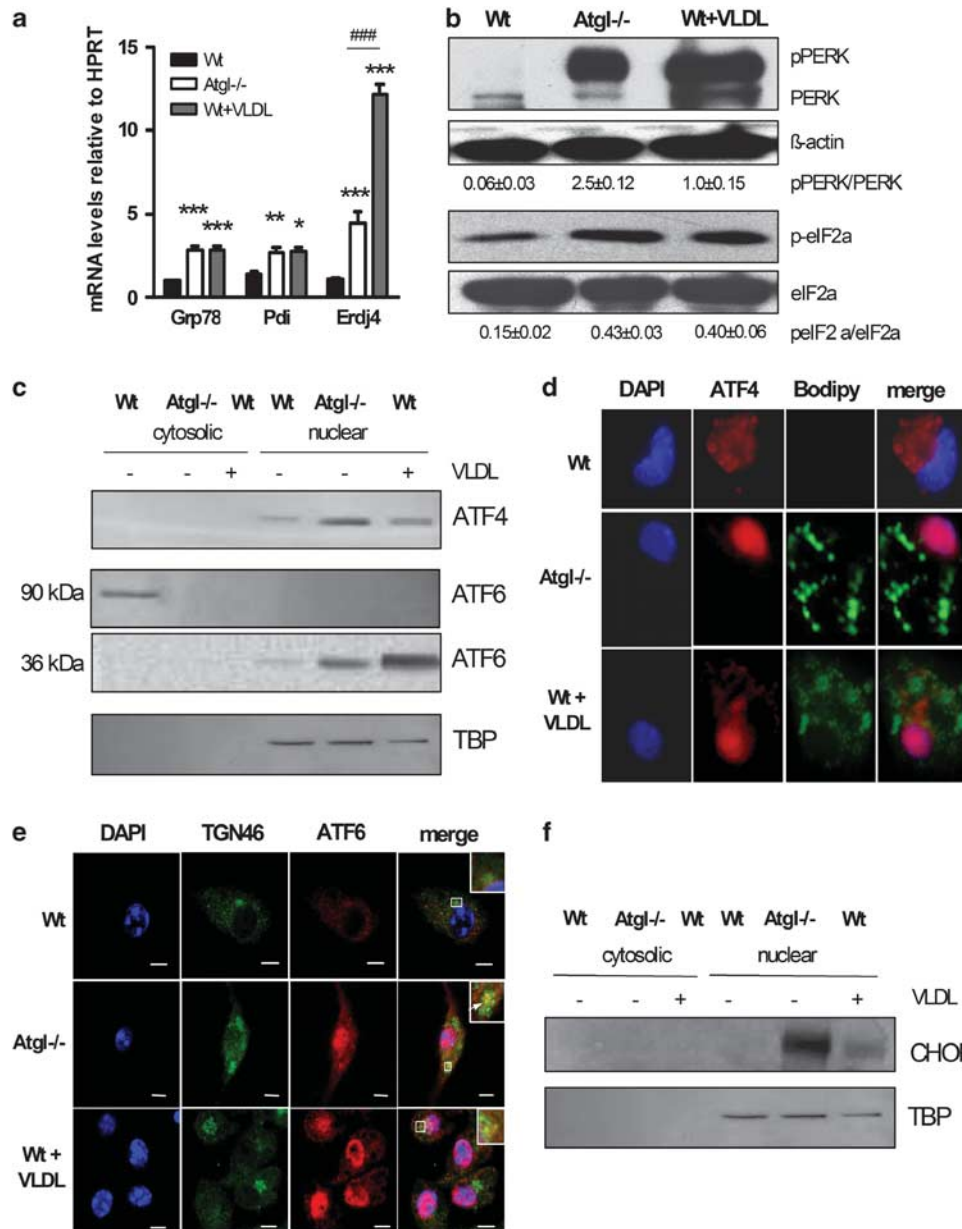 a
mRNA levels relative to HPRT
15
10
5
0
Wt
Atgl-/-
Wt+VLDL
###
***
***
***
**
*
***
Grp78 Pdi Erdj4
b
Wt Atgl-/- Wt+VLDL
pPERK
PERK
ß-actin
0.06±0.03 2.5±0.12 1.0±0.15 pPERK/PERK
p-eIF2a
eIF2a
0.15±0.02 0.43±0.03 0.40±0.06 peIF2 a/eIF2a
c
Wt Atgl-/- Wt Wt Atgl-/- Wt
cytosolic nuclear
- - + - - + VLDL
ATF4
90 kDa ATF6
36 kDa ATF6
TBP
d
DAPI ATF4 Bodipy merge
Wt
Atgl-/-
Wt +
VLDL
e
DAPI TGN46 ATF6 merge
Wt
Atgl-/-
Wt +
VLDL
f
Wt Atgl-/- Wt Wt Atgl-/- Wt
cytosolic nuclear
- - + - - + VLDL
TBP